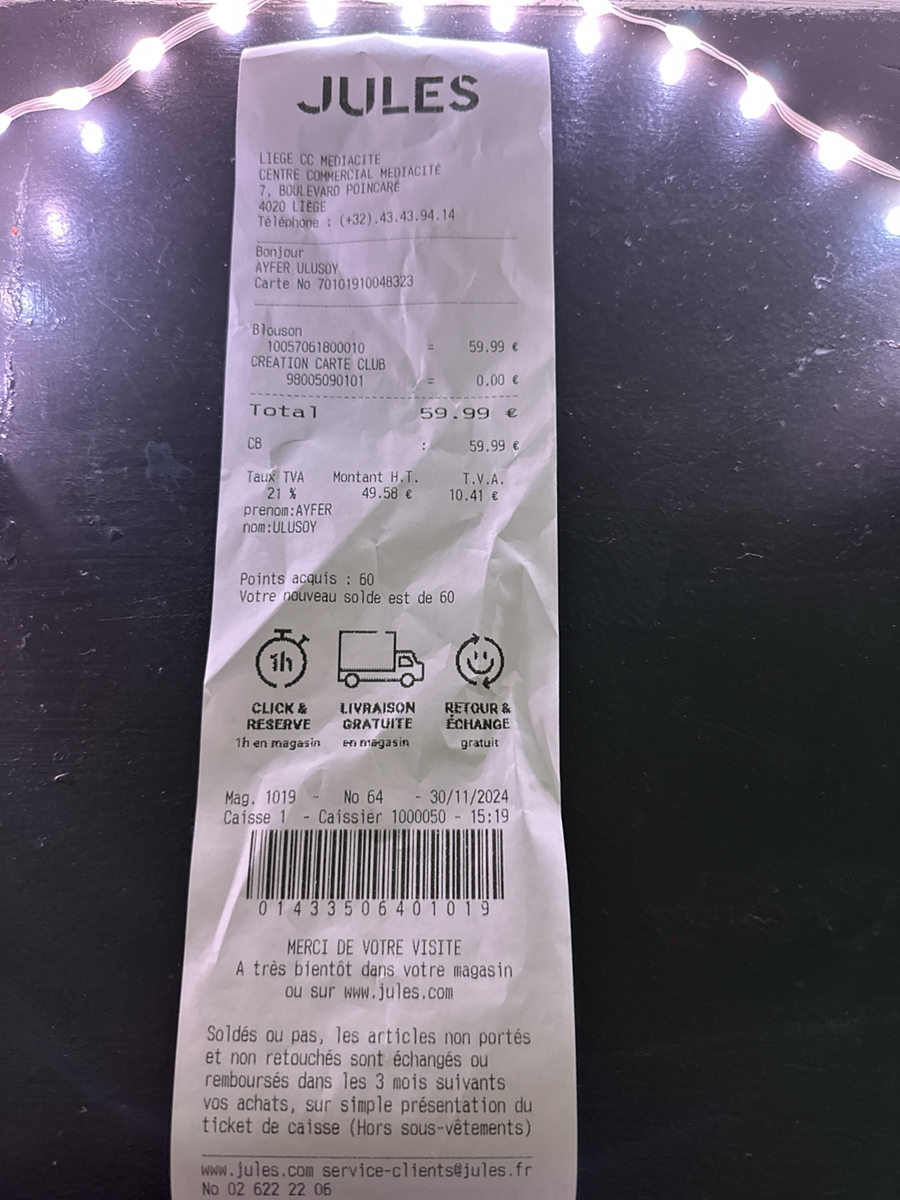 JULES
LIEGE CC MEDIACITE
CENTRE COMMERCIAL MEDIACITÉ
7, BOULEVARD POINCARÉ
4020 LIÈGE
Téléphone : (+32).43.43.94.14
Bonjour
AYFER ULUSOY
Carte No 70101910048323
Blouson
10057061800010 = 59.99 €
CREATION CARTE CLUB
98005090101 = 0.00 €
Total 59.99 €
CB : 59.99 €
Taux TVA Montant H.T. T.V.A.
21 % 49.58 € 10.41 €
prenom:AYFER
nom:ULUSOY
Points acquis : 60
Votre nouveau solde est de 60
1h
CLICK & RÉSERVE 1h en magasin
LIVRAISON GRATUITE en magasin
RETOUR & ÉCHANGE gratuit
Mag. 1019 - No 64 - 30/11/2024
Caisse 1 - Caissier 1000050 - 15:19
01433506401019
MERCI DE VOTRE VISITE
A très bientôt dans votre magasin
ou sur www.jules.com
Soldés ou pas, les articles non portés
et non retouchés sont échangés ou
remboursés dans les 3 mois suivants
vos achats, sur simple présentation du
ticket de caisse (Hors sous-vêtements)
www.jules.com service-clients@jules.fr
No 02 622 22 06